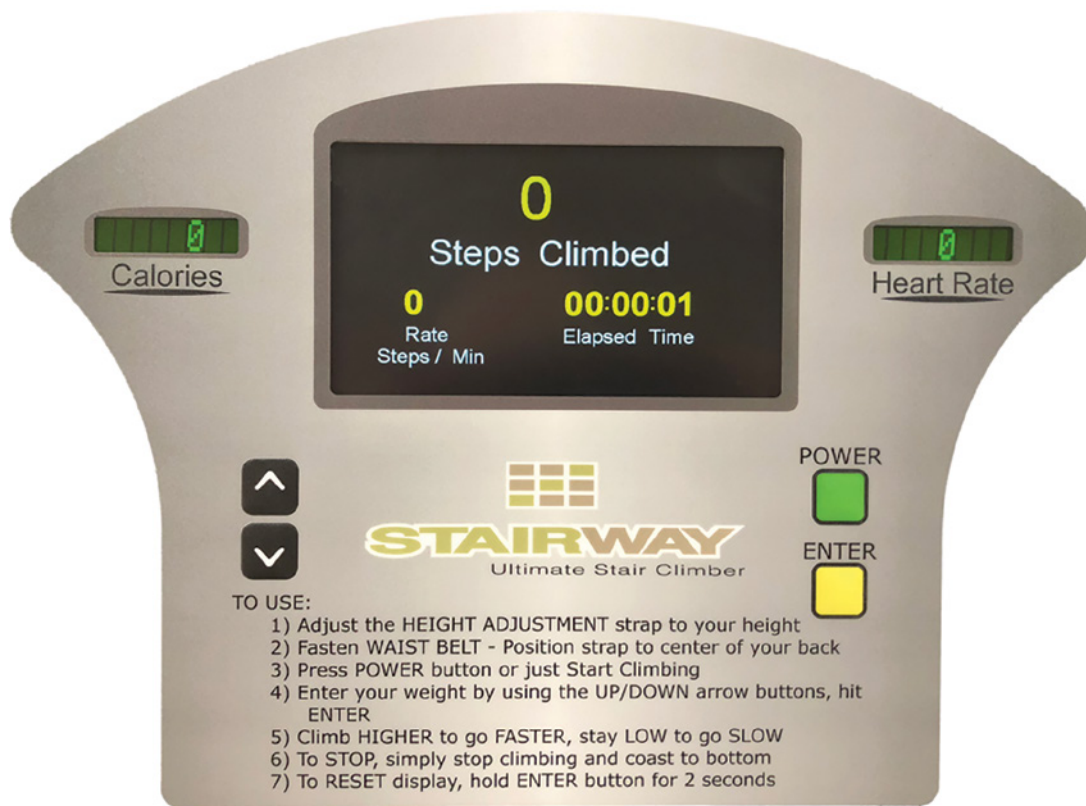 0
Steps Climbed
0
Calories
0
Heart Rate
0
00:00:01
Rate
Elapsed Time
Steps / Min
POWER
STAIRWAY
Ultimate Stair Climber
ENTER
TO USE:
1) Adjust the HEIGHT ADJUSTMENT strap to your height
2) Fasten WAIST BELT - Position strap to center of your back
3) Press POWER button or just Start Climbing
4) Enter your weight by using the UP/DOWN arrow buttons, hit
ENTER
5) Climb HIGHER to go FASTER, stay LOW to go SLOW
6) To STOP, simply stop climbing and coast to bottom
7) To RESET display, hold ENTER button for 2 seconds